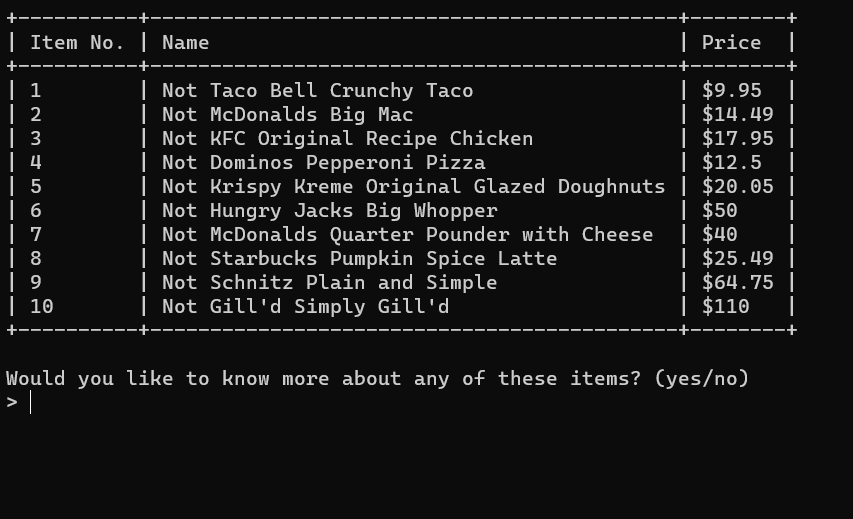 +----------+--------------------------------------------+--------+
| Item No. | Name                                       | Price  |
+----------+--------------------------------------------+--------+
| 1        | Not Taco Bell Crunchy Taco                 | $9.95  |
| 2        | Not McDonalds Big Mac                      | $14.49 |
| 3        | Not KFC Original Recipe Chicken            | $17.95 |
| 4        | Not Dominos Pepperoni Pizza                | $12.5  |
| 5        | Not Krispy Kreme Original Glazed Doughnuts | $20.05 |
| 6        | Not Hungry Jacks Big Whopper               | $50    |
| 7        | Not McDonalds Quarter Pounder with Cheese  | $40    |
| 8        | Not Starbucks Pumpkin Spice Latte          | $25.49 |
| 9        | Not Schnitz Plain and Simple               | $64.75 |
| 10       | Not Gill'd Simply Gill'd                   | $110   |
+----------+--------------------------------------------+--------+
Would you like to know more about any of these items? (yes/no)
>